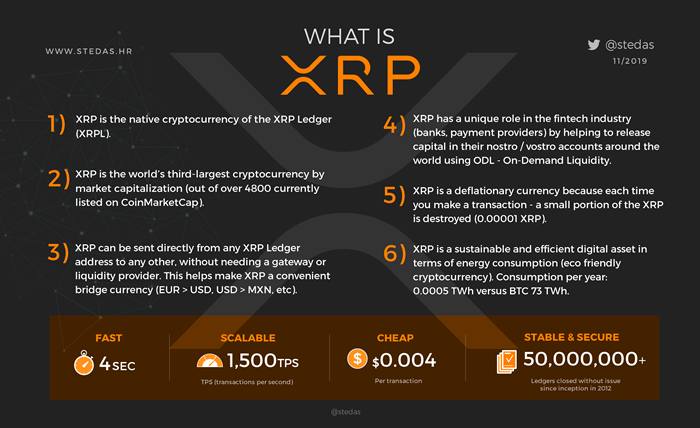 WWW.STEDAS.HR
WHAT IS
XRP
@stedas
11/2019
1) XRP is the native cryptocurrency of the XRP Ledger
(XRPL).
2) XRP is the world's third-largest cryptocurrency by
market capitalization (out of over 4800 currently
listed on CoinMarketCap).
3) XRP can be sent directly from any XRP Ledger
address to any other, without needing a gateway or
liquidity provider. This helps make XRP a convenient
bridge currency (EUR > USD, USD > MXN, etc).
4) XRP has a unique role in the fintech industry
(banks, payment providers) by helping to release
capital in their nostro / vostro accounts around the
world using ODL - On-Demand Liquidity.
5) XRP is a deflationary currency because each time
you make a transaction - a small portion of the XRP
is destroyed (0.00001 XRP).
6) XRP is a sustainable and efficient digital asset in
terms of energy consumption (eco friendly
cryptocurrency). Consumption per year:
0.0005 TWh versus BTC 73 TWh.
FAST
4 SEC
SCALABLE
1,500 TPS
TPS (transactions per second)
CHEAP
$ $0.004
Per transaction
STABLE & SECURE
50,000,000+
Ledgers closed without issue
since inception in 2012
@stedas